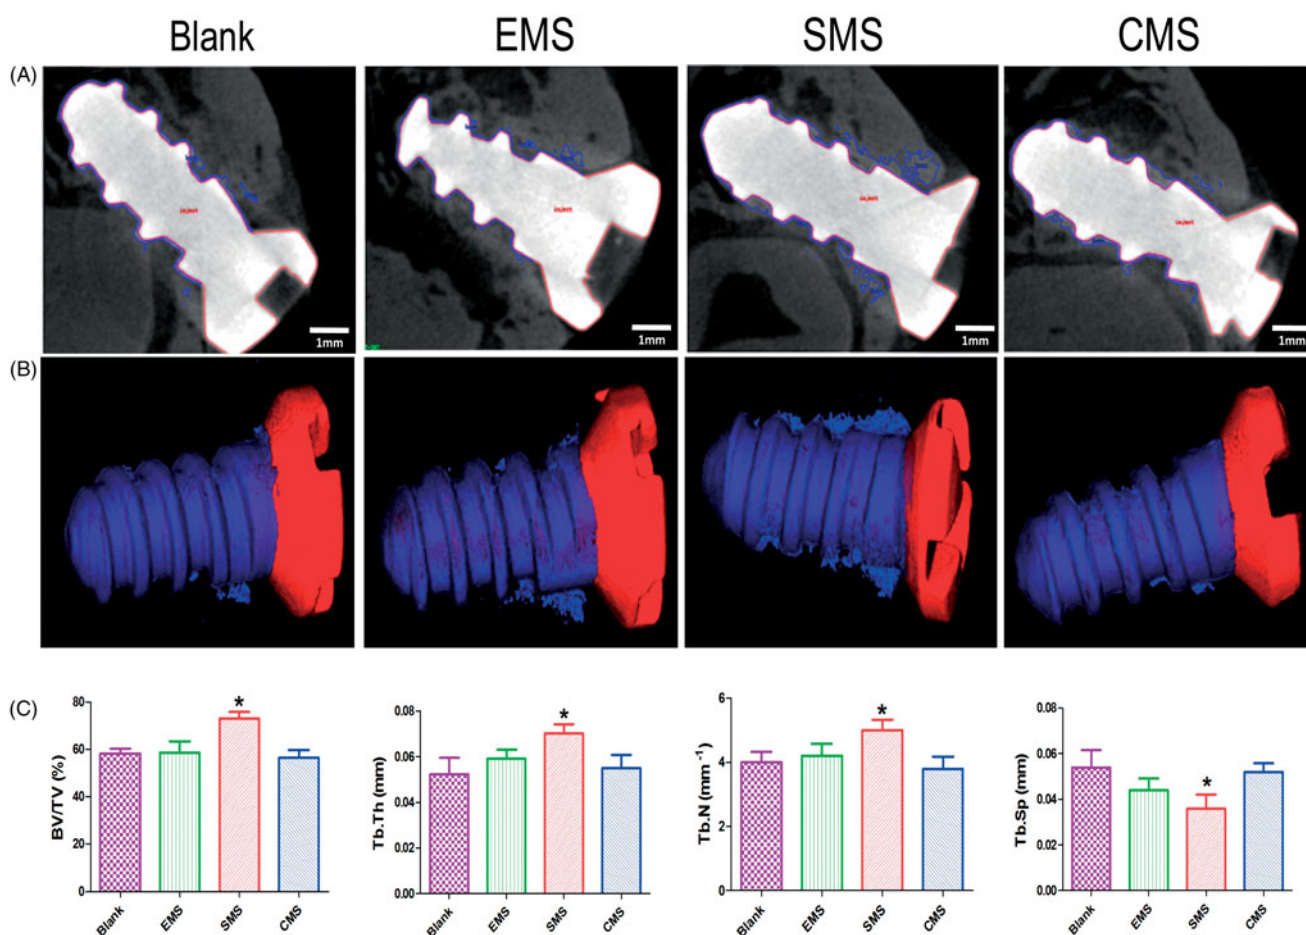 Blank EMS SMS CMS
(A)
1mm 1mm 1mm 1mm
(B)
(C)
BV/TV (%)
80
60
40
20
0
Blank EMS SMS CMS
*
Tb.Th (mm)
0.08
0.06
0.04
0.02
0.00
Blank EMS SMS CMS
*
Tb.N (mm⁻¹)
6
4
2
0
Blank EMS SMS CMS
*
Tb.Sp (mm)
0.08
0.06
0.04
0.02
0.00
Blank EMS SMS CMS
*